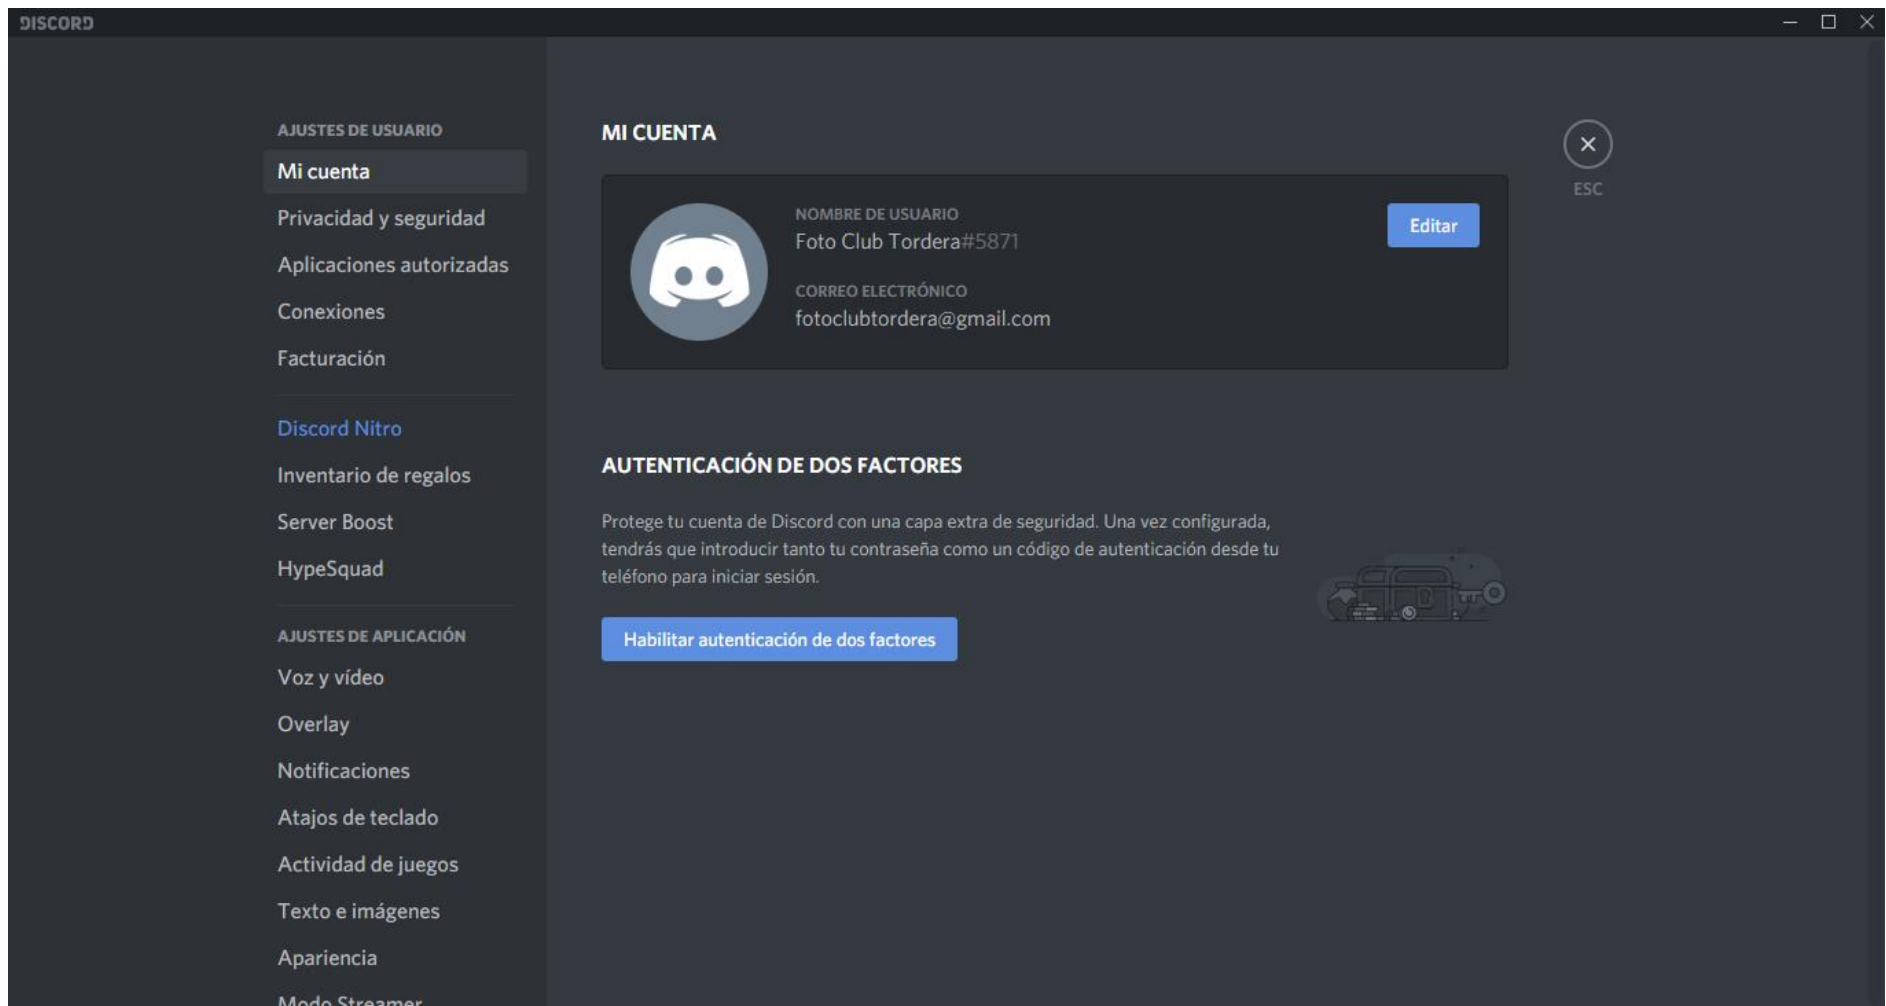 DISCORD
AJUSTES DE USUARIO
Mi cuenta
Privacidad y seguridad
Aplicaciones autorizadas
Conexiones
Facturación
Discord Nitro
Inventario de regalos
Server Boost
HypeSquad
AJUSTES DE APLICACIÓN
Voz y vídeo
Overlay
Notificaciones
Atajos de teclado
Actividad de juegos
Texto e imágenes
Apariencia
Modo Streamer
MI CUENTA
NOMBRE DE USUARIO
Foto Club Tordera#5871
CORREO ELECTRÓNICO
fotoclubtordera@gmail.com
Editar
ESC
AUTENTICACIÓN DE DOS FACTORES
Protege tu cuenta de Discord con una capa extra de seguridad. Una vez configurada,
tendrás que introducir tanto tu contraseña como un código de autenticación desde tu
teléfono para iniciar sesión.
Habilitar autenticación de dos factores